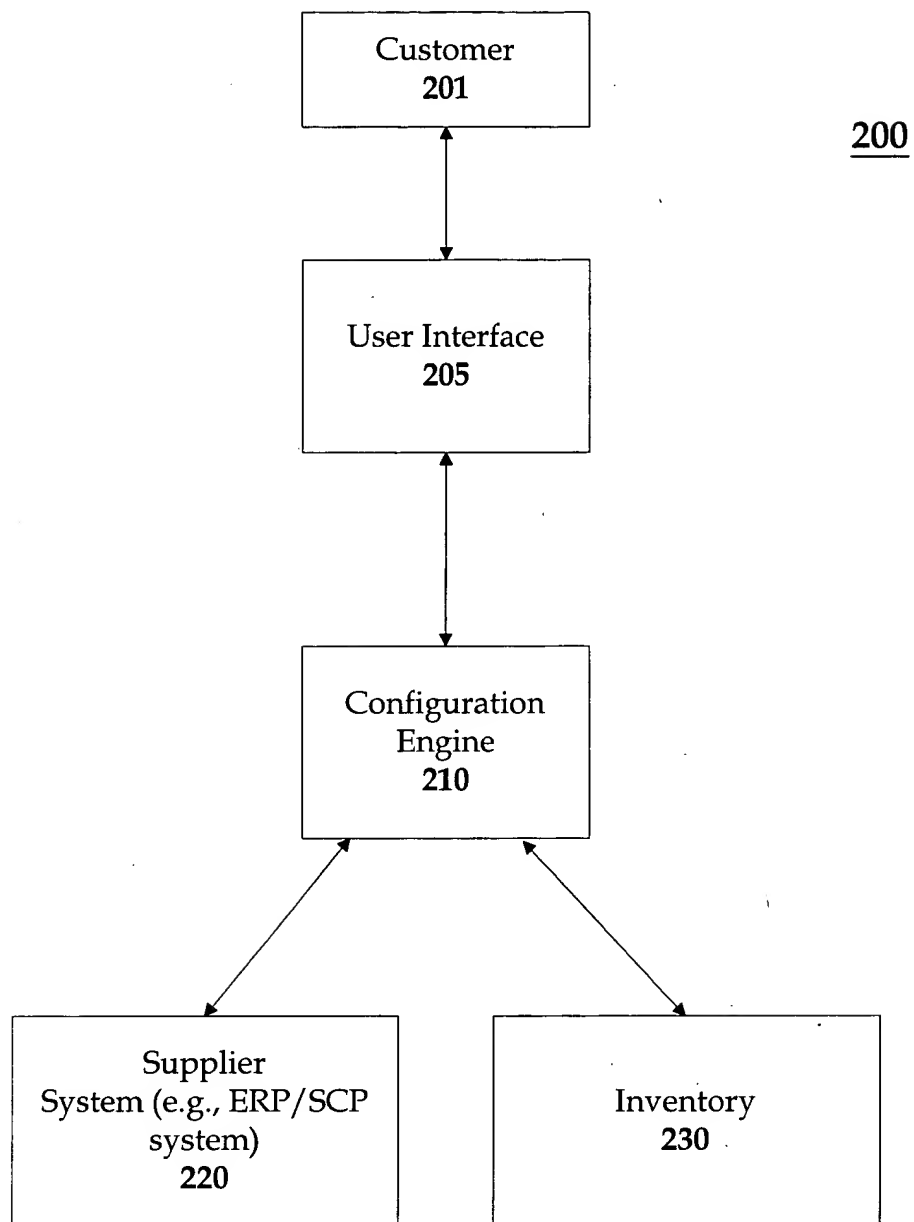 Customer
201
200
User Interface
205
Configuration
Engine
210
Supplier
System (e.g., ERP/SCP
system)
220
Inventory
230